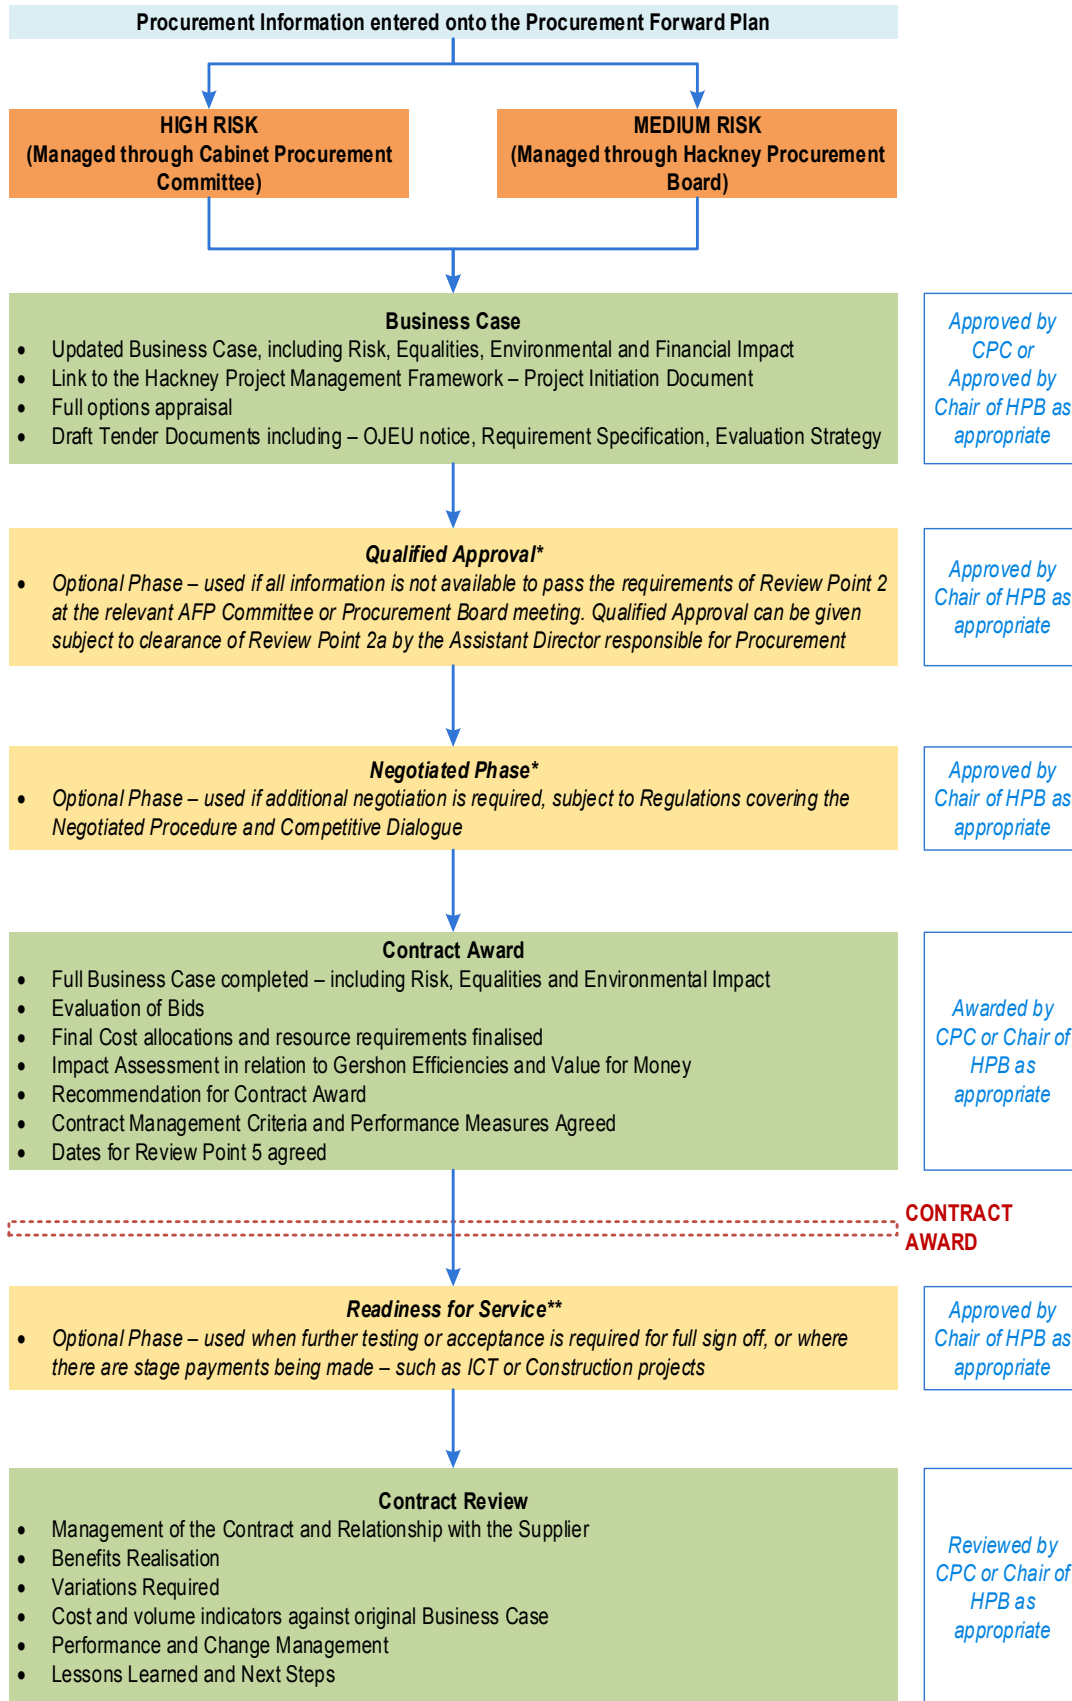 Procurement Information entered onto the Procurement Forward Plan
HIGH RISK
(Managed through Cabinet Procurement
Committee)
MEDIUM RISK
(Managed through Hackney Procurement
Board)
Business Case
• Updated Business Case, including Risk, Equalities, Environmental and Financial Impact
• Link to the Hackney Project Management Framework – Project Initiation Document
• Full options appraisal
• Draft Tender Documents including – OJEU notice, Requirement Specification, Evaluation Strategy
Approved by
CPC or
Approved by
Chair of HPB as
appropriate
Qualified Approval*
• Optional Phase – used if all information is not available to pass the requirements of Review Point 2
at the relevant AFP Committee or Procurement Board meeting. Qualified Approval can be given
subject to clearance of Review Point 2a by the Assistant Director responsible for Procurement
Approved by
Chair of HPB as
appropriate
Negotiated Phase*
• Optional Phase – used if additional negotiation is required, subject to Regulations covering the
Negotiated Procedure and Competitive Dialogue
Approved by
Chair of HPB as
appropriate
Contract Award
• Full Business Case completed – including Risk, Equalities and Environmental Impact
• Evaluation of Bids
• Final Cost allocations and resource requirements finalised
• Impact Assessment in relation to Gershon Efficiencies and Value for Money
• Recommendation for Contract Award
• Contract Management Criteria and Performance Measures Agreed
• Dates for Review Point 5 agreed
Awarded by
CPC or Chair of
HPB as
appropriate
CONTRACT
AWARD
Readiness for Service**
• Optional Phase – used when further testing or acceptance is required for full sign off, or where
there are stage payments being made – such as ICT or Construction projects
Approved by
Chair of HPB as
appropriate
Contract Review
• Management of the Contract and Relationship with the Supplier
• Benefits Realisation
• Variations Required
• Cost and volume indicators against original Business Case
• Performance and Change Management
• Lessons Learned and Next Steps
Reviewed by
CPC or Chair of
HPB as
appropriate